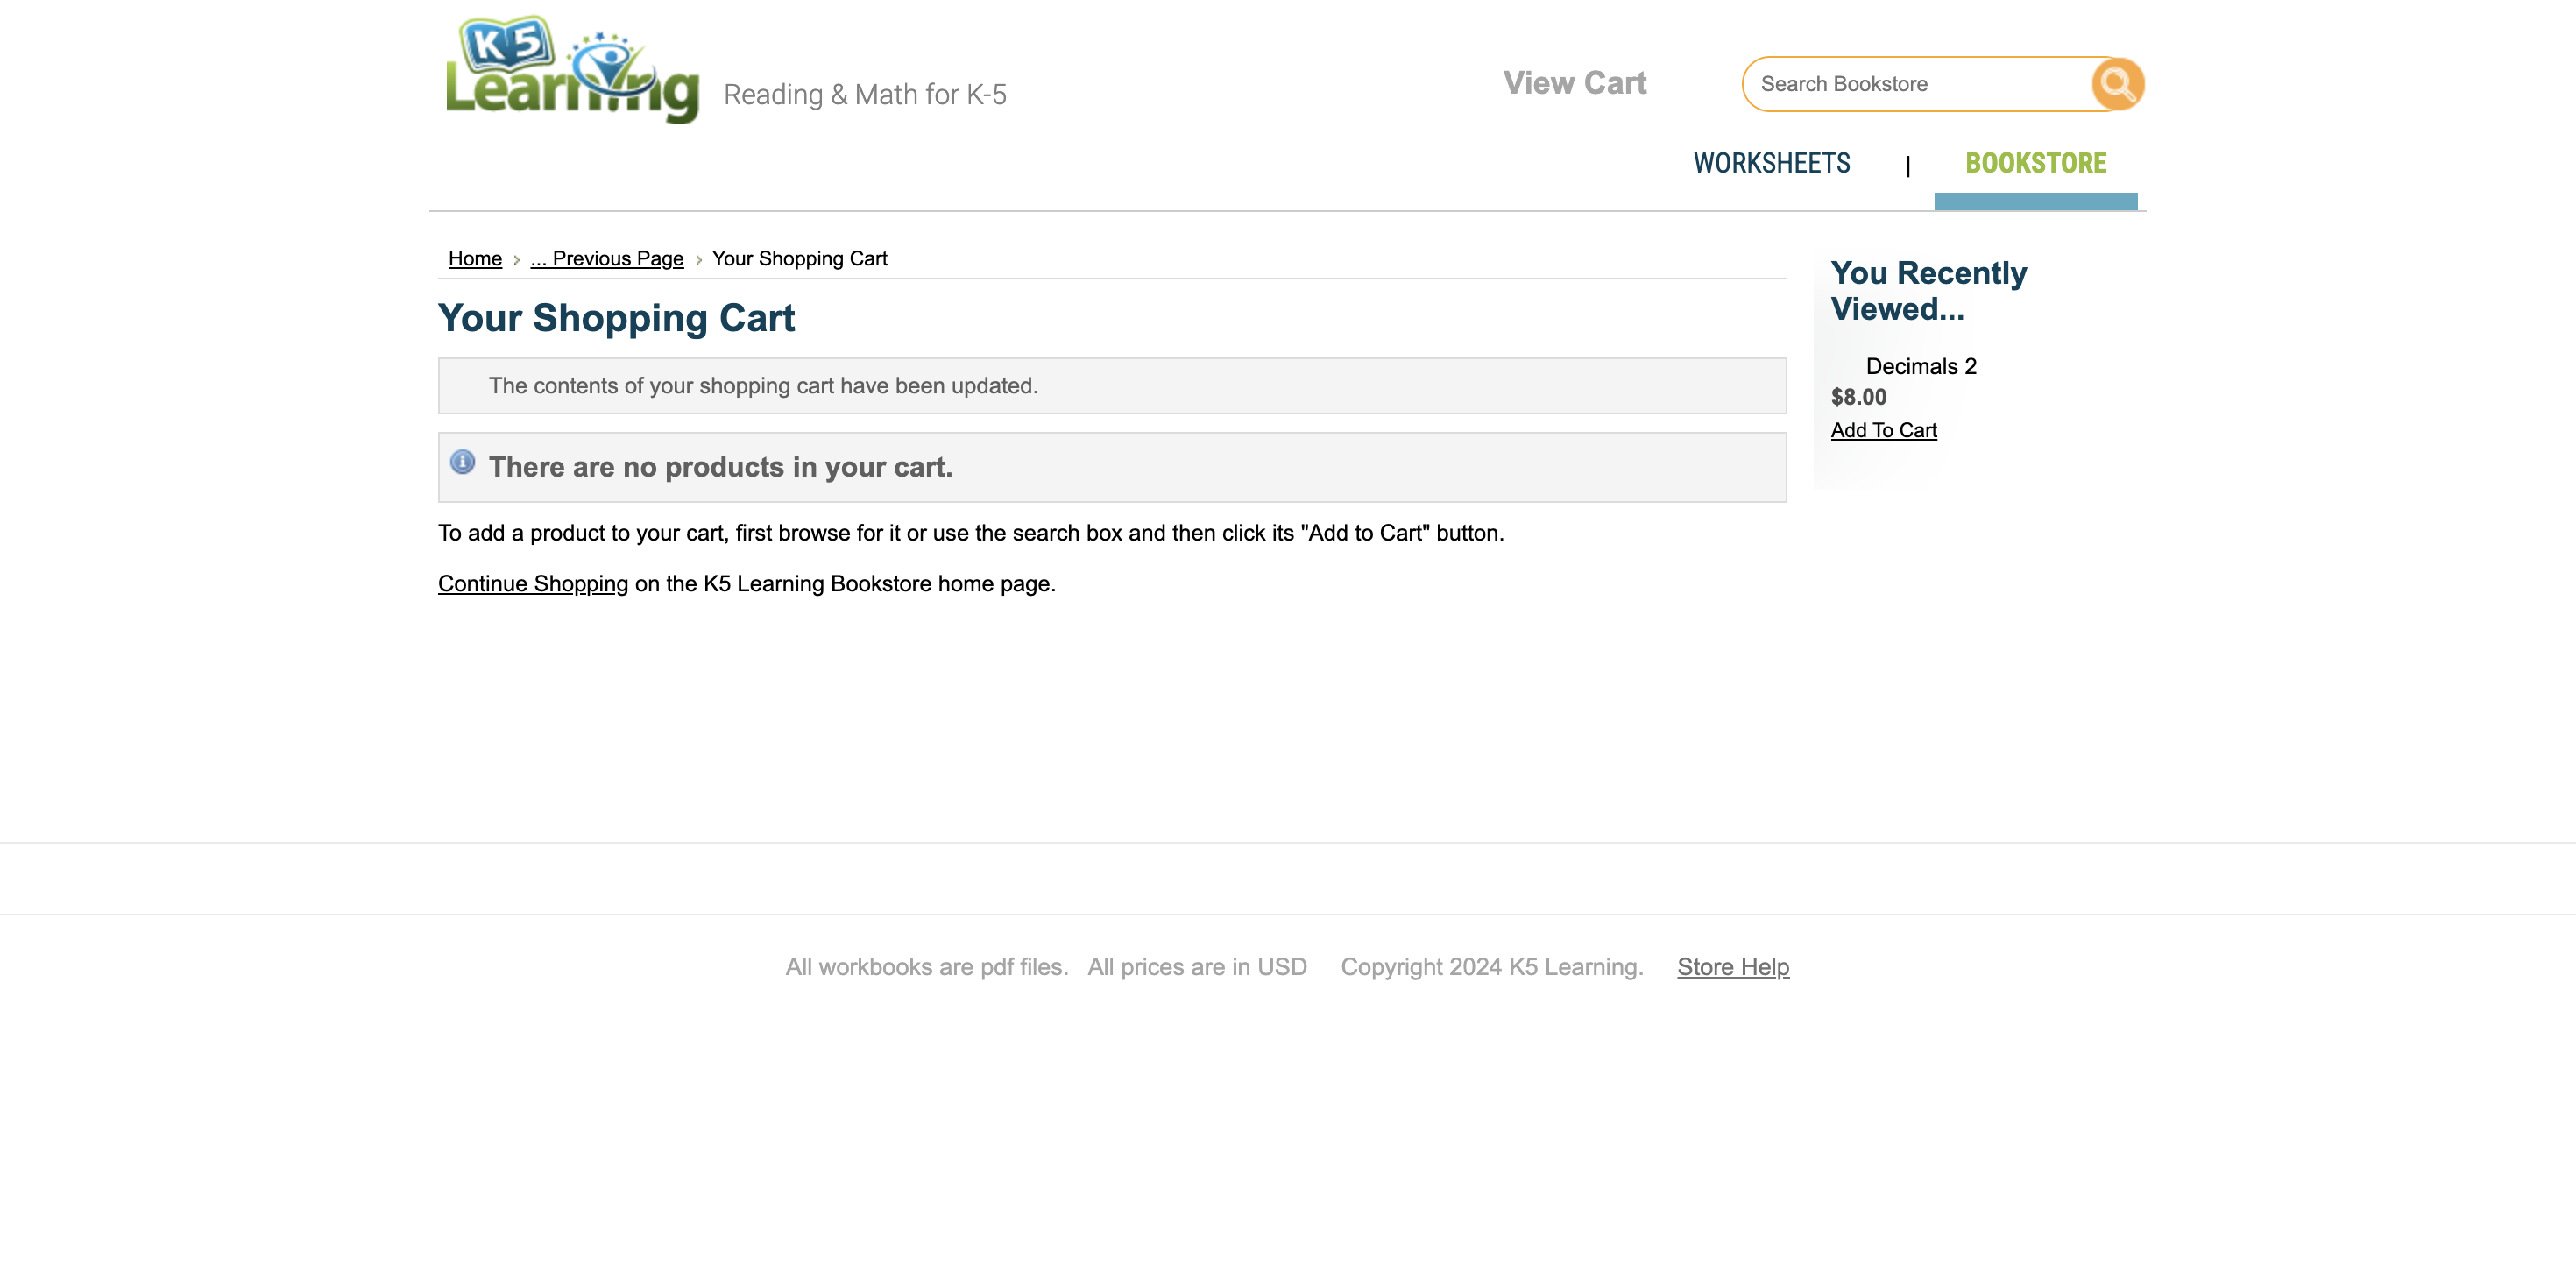 K5
Learning
Reading & Math for K-5
View Cart
Search Bookstore
WORKSHEETS | BOOKSTORE
Home › ... Previous Page › Your Shopping Cart
Your Shopping Cart
The contents of your shopping cart have been updated.
There are no products in your cart.
To add a product to your cart, first browse for it or use the search box and then click its "Add to Cart" button.
Continue Shopping on the K5 Learning Bookstore home page.
You Recently
Viewed...
Decimals 2
$8.00
Add To Cart
All workbooks are pdf files. All prices are in USD Copyright 2024 K5 Learning. Store Help